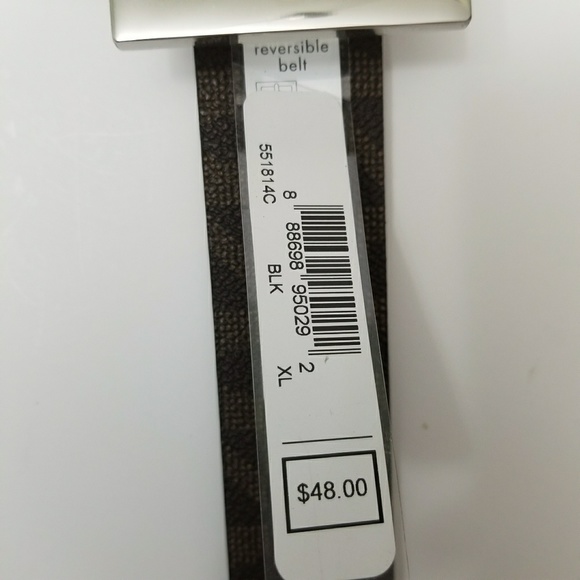 reversible
belt
551814C
8 88698 95029 2
BLK
XL
$48.00